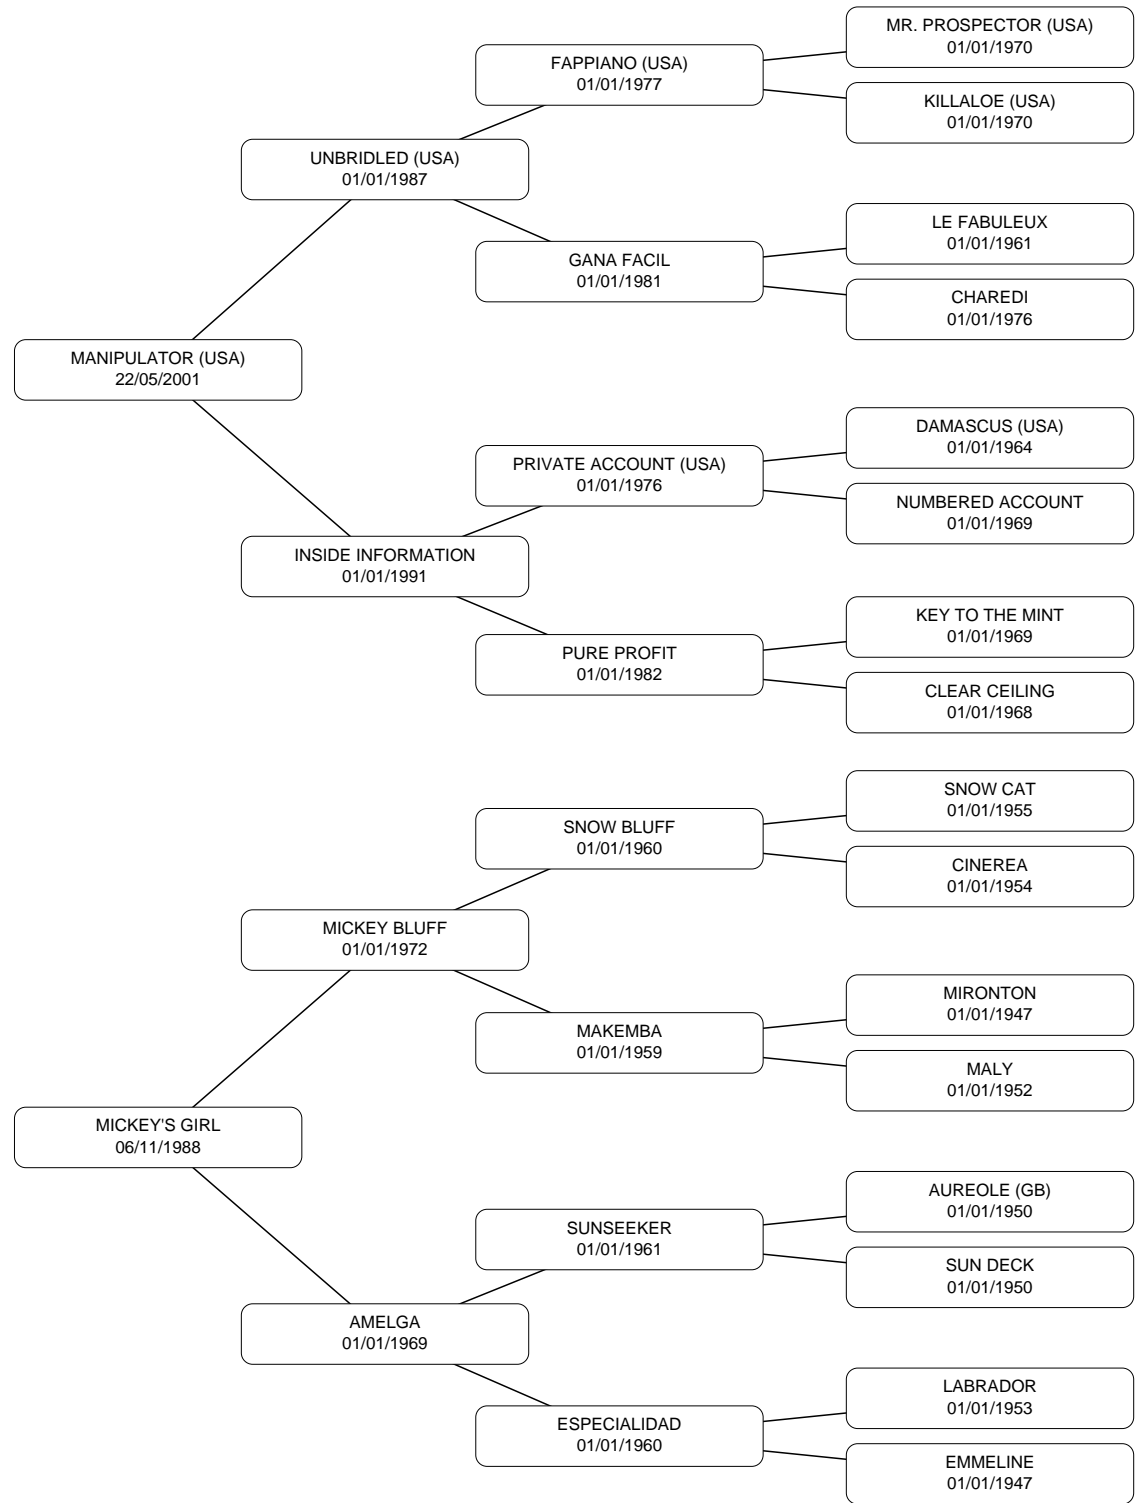 MR. PROSPECTOR (USA)
01/01/1970
FAPPIANO (USA)
01/01/1977
KILLALOE (USA)
01/01/1970
UNBRIDLED (USA)
01/01/1987
LE FABULEUX
01/01/1961
GANA FACIL
01/01/1981
CHAREDI
01/01/1976
MANIPULATOR (USA)
22/05/2001
DAMASCUS (USA)
01/01/1964
PRIVATE ACCOUNT (USA)
01/01/1976
NUMBERED ACCOUNT
01/01/1969
INSIDE INFORMATION
01/01/1991
KEY TO THE MINT
01/01/1969
PURE PROFIT
01/01/1982
CLEAR CEILING
01/01/1968
SNOW CAT
01/01/1955
SNOW BLUFF
01/01/1960
CINEREA
01/01/1954
MICKEY BLUFF
01/01/1972
MIRONTON
01/01/1947
MAKEMBA
01/01/1959
MALY
01/01/1952
MICKEY'S GIRL
06/11/1988
AUREOLE (GB)
01/01/1950
SUNSEEKER
01/01/1961
SUN DECK
01/01/1950
AMELGA
01/01/1969
LABRADOR
01/01/1953
ESPECIALIDAD
01/01/1960
EMMELINE
01/01/1947